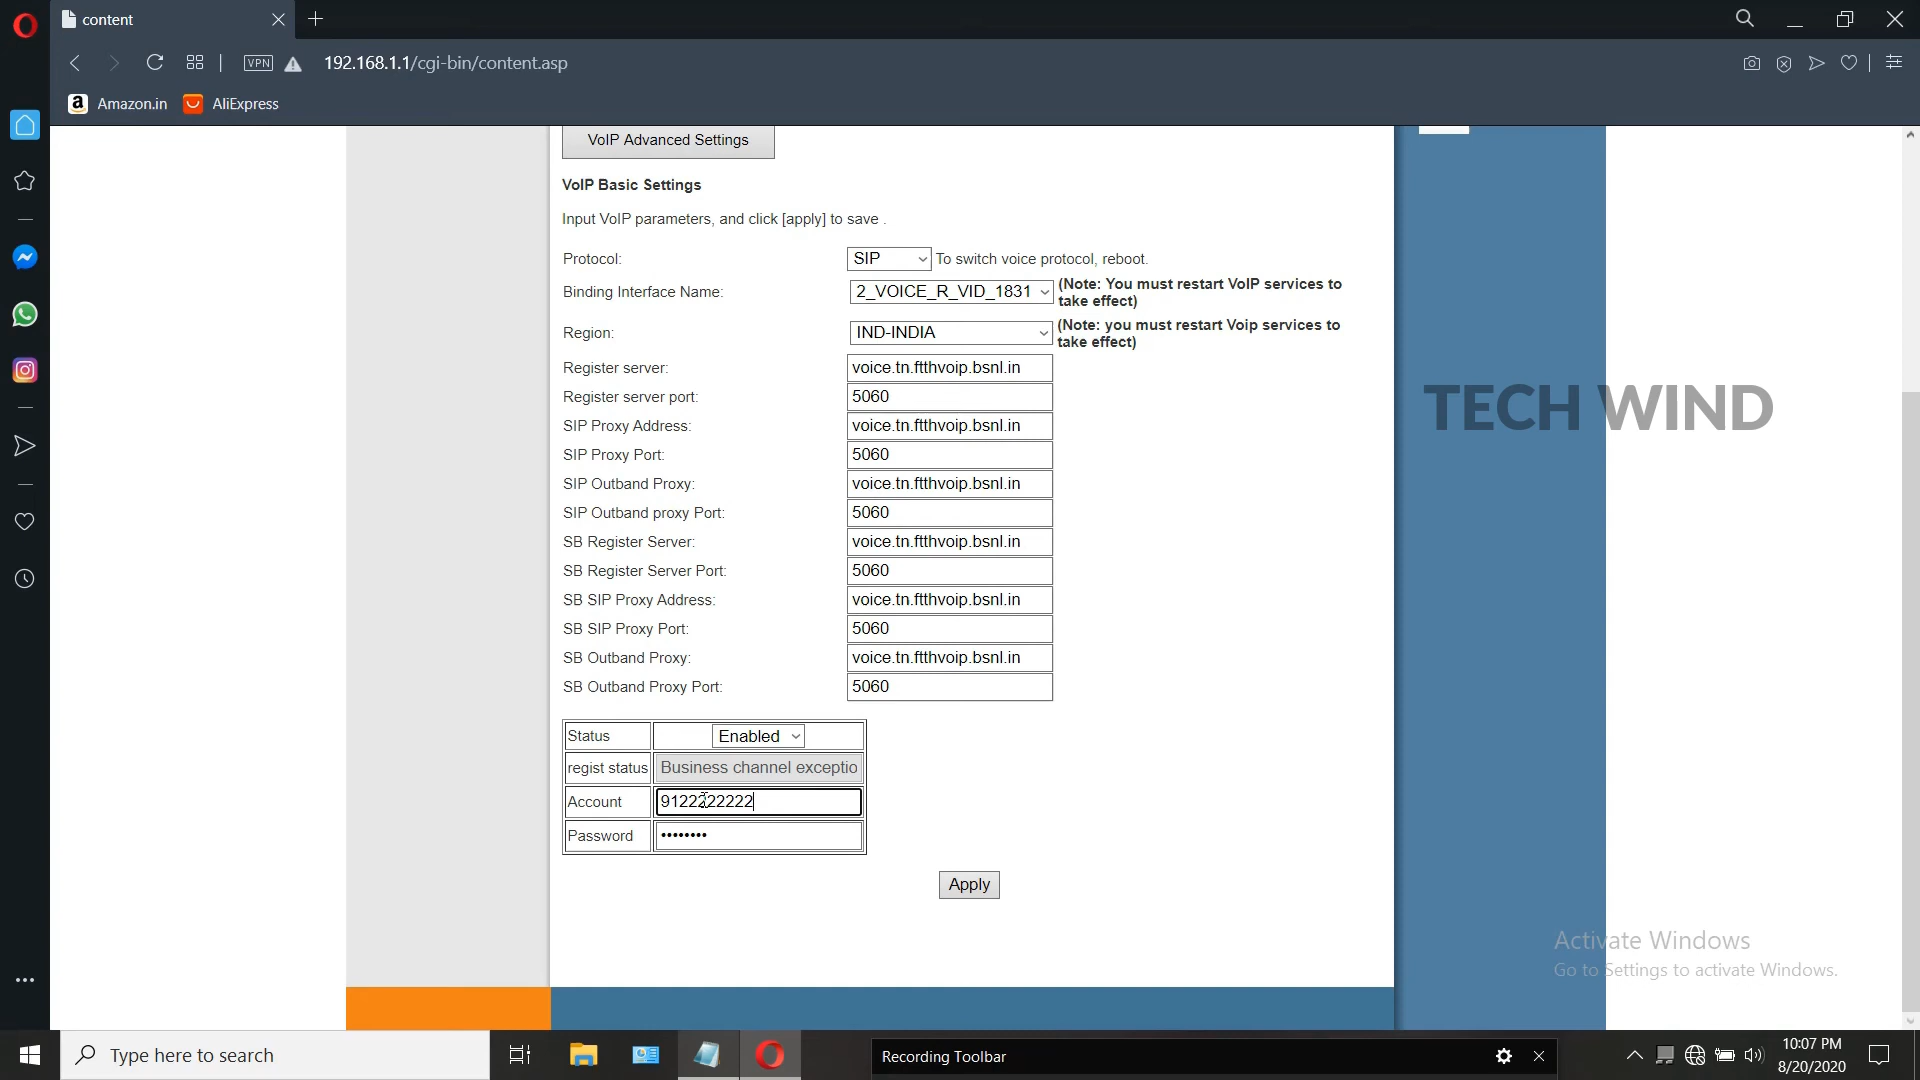 content
VPN
192.168.1.1/cgi-bin/content.asp
a Amazon.in AliExpress
VoIP Advanced Settings
VoIP Basic Settings
Input VoIP parameters, and click [apply] to save .
Protocol: SIP To switch voice protocol, reboot.
Binding Interface Name: 2_VOICE_R_VID_1831 (Note: You must restart VoIP services to
take effect)
Region: IND-INDIA (Note: you must restart Voip services to
take effect)
Register server: voice.tn.ftthvoip.bsnl.in
Register server port: 5060
SIP Proxy Address: voice.tn.ftthvoip.bsnl.in
SIP Proxy Port: 5060
SIP Outband Proxy: voice.tn.ftthvoip.bsnl.in
SIP Outband proxy Port: 5060
SB Register Server: voice.tn.ftthvoip.bsnl.in
SB Register Server Port: 5060
SB SIP Proxy Address: voice.tn.ftthvoip.bsnl.in
SB SIP Proxy Port: 5060
SB Outband Proxy: voice.tn.ftthvoip.bsnl.in
SB Outband Proxy Port: 5060
TECH WIND
Status Enabled
regist status Business channel exceptio
Account 9122222222
Password ••••••••
Apply
Activate Windows
Go to Settings to activate Windows.
Type here to search
Recording Toolbar
10:07 PM
8/20/2020